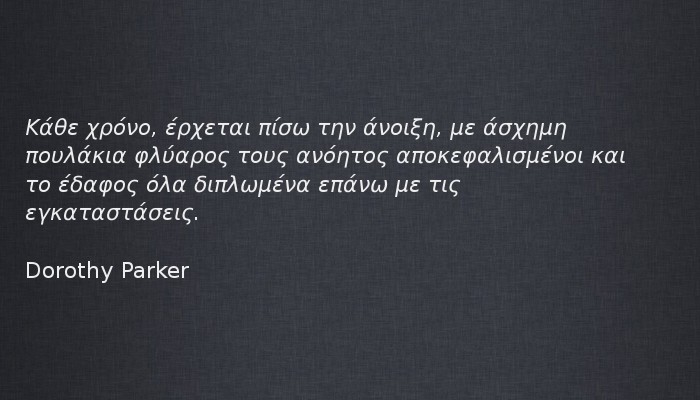 Κάθε χρόνο, έρχεται πίσω την άνοιξη, με άσχημη
πουλάκια φλύαρος τους ανόητος αποκεφαλισμένοι και
το έδαφος όλα διπλωμένα επάνω με τις
εγκαταστάσεις.
Dorothy Parker